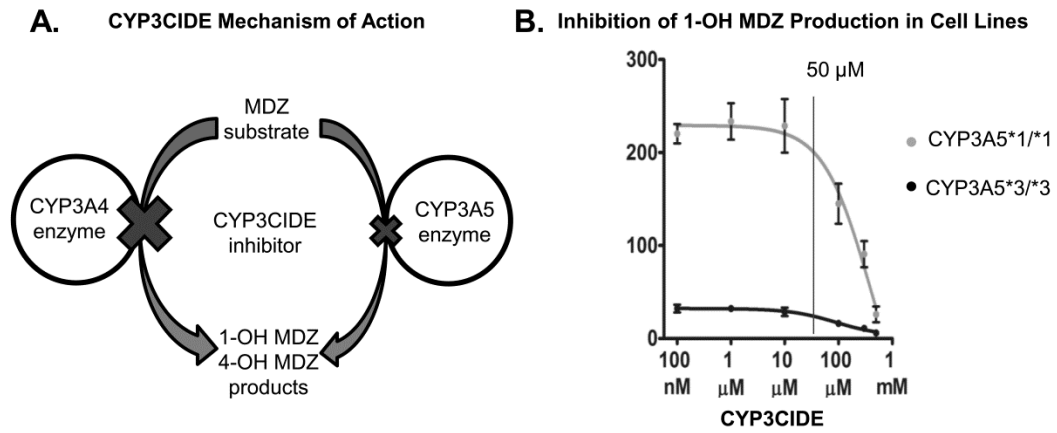 A. CYP3CIDE Mechanism of Action
MDZ
substrate
CYP3A4
enzyme
CYP3CIDE
inhibitor
CYP3A5
enzyme
1-OH MDZ
4-OH MDZ
products
B. Inhibition of 1-OH MDZ Production in Cell Lines
50 µM
300
200
100
0
100 1 10 100 1
nM µM µM µM mM
CYP3CIDE
CYP3A5*1/*1
CYP3A5*3/*3